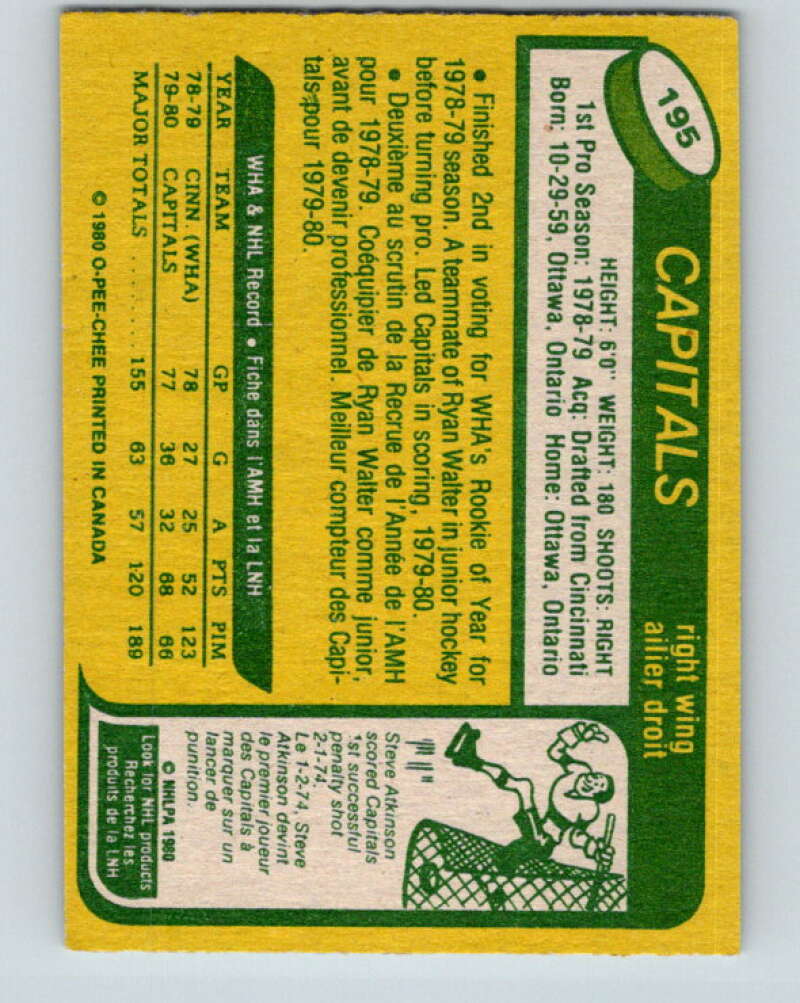 195
CAPITALS
right wing
ailier droit
HEIGHT: 6'0" WEIGHT: 180 SHOOTS: RIGHT
1st Pro Season: 1978-79 Acq: Drafted from Cincinnati
Born: 10-29-59, Ottawa, Ontario Home: Ottawa, Ontario
• Finished 2nd in voting for WHA's Rookie of Year for
1978-79 season. A teammate of Ryan Walter in junior hockey
before turning pro. Led Capitals in scoring, 1979-80.
• Deuxième au scrutin de la Recrue de l'Année de l'AMH
pour 1978-79. Coéquipier de Ryan Walter comme junior,
avant de devenir professionnel. Meilleur compteur des Capi-
tals pour 1979-80.
WHA & NHL Record • Fiche dans l'AMH et la LNH
YEAR TEAM GP G A PTS PIM
78-79 CINN. (WHA) 78 27 25 52 123
79-80 CAPITALS 77 36 32 68 66
MAJOR TOTALS ........ 155 63 57 120 189
© 1980 O-PEE-CHEE PRINTED IN CANADA
Steve Atkinson
scored Capitals
1st successful
penalty shot
2-1-74.
Le 1-2-74, Steve
Atkinson devint
le premier joueur
des Capitals à
marquer sur un
lancer de
punition.
© NHLPA 1980
Look for NHL products
Recherchez les
produits de la LNH